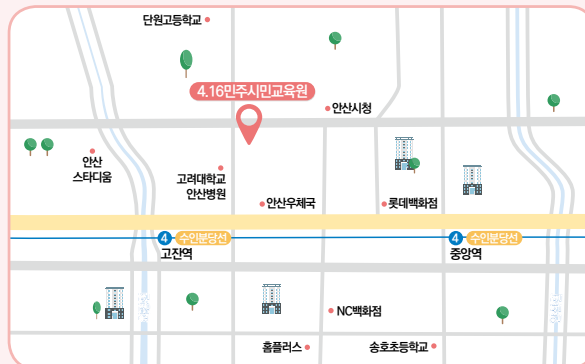 단원고등학교
4.16민주시민교육원
안산시청
안산
스타디움
고려대학교
안산병원
안산우체국
롯데백화점
4 수인분당선
고잔역
4 수인분당선
중앙역
NC백화점
홈플러스
송호초등학교